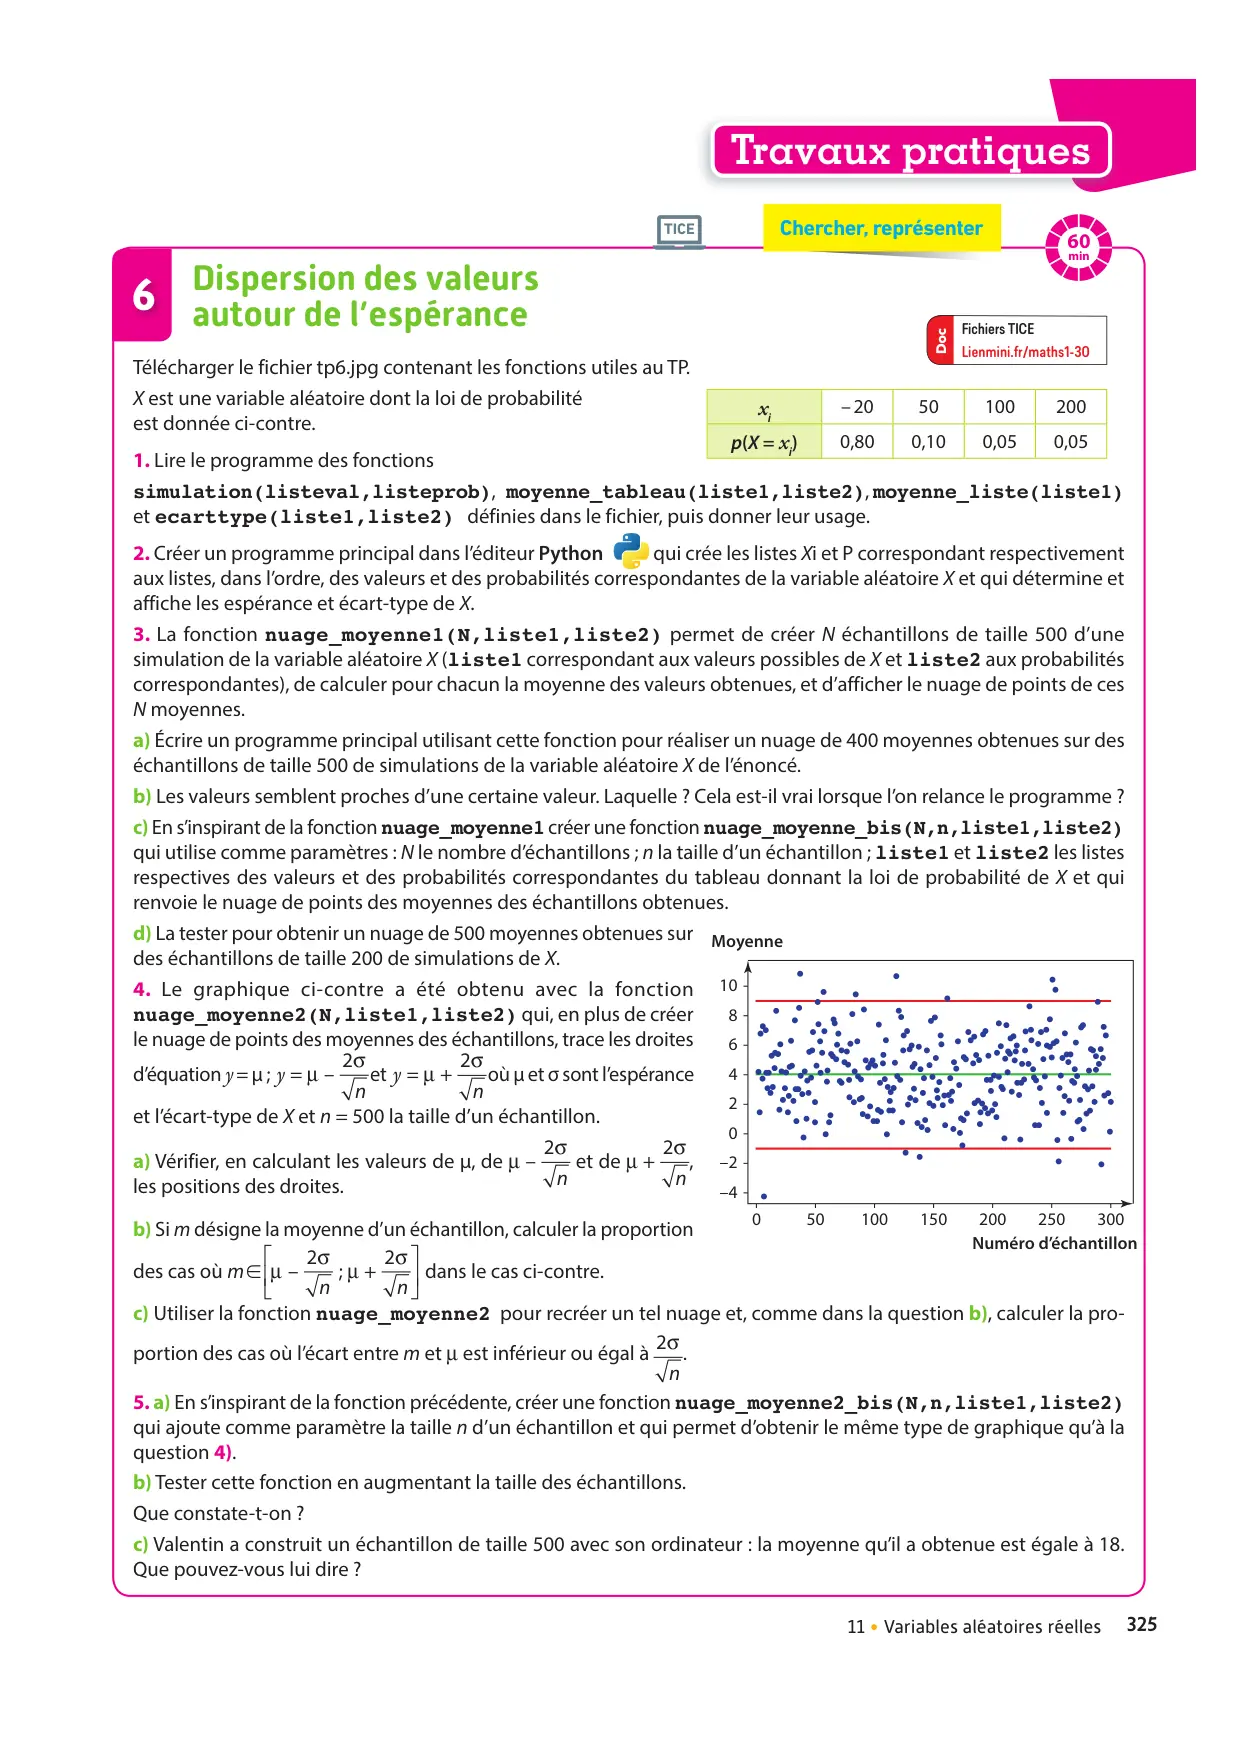 Travaux pratiques
TICE
Chercher, représenter
60
min
6
Dispersion des valeurs
autour de l'espérance
Doc
Fichiers TICE
Lienmini.fr/maths1-30
Télécharger le fichier tp6.jpg contenant les fonctions utiles au TP.
X est une variable aléatoire dont la loi de probabilité
est donnée ci-contre.
xᵢ –20 50 100 200
p(X = xᵢ) 0,80 0,10 0,05 0,05
1. Lire le programme des fonctions
simulation(listeval,listeprob), moyenne_tableau(liste1,liste2),moyenne_liste(liste1)
et ecarttype(liste1,liste2) définies dans le fichier, puis donner leur usage.
2. Créer un programme principal dans l'éditeur Python qui crée les listes Xi et P correspondant respectivement
aux listes, dans l'ordre, des valeurs et des probabilités correspondantes de la variable aléatoire X et qui détermine et
affiche les espérance et écart-type de X.
3. La fonction nuage_moyenne1(N,liste1,liste2) permet de créer N échantillons de taille 500 d'une
simulation de la variable aléatoire X (liste1 correspondant aux valeurs possibles de X et liste2 aux probabilités
correspondantes), de calculer pour chacun la moyenne des valeurs obtenues, et d'afficher le nuage de points de ces
N moyennes.
a) Écrire un programme principal utilisant cette fonction pour réaliser un nuage de 400 moyennes obtenues sur des
échantillons de taille 500 de simulations de la variable aléatoire X de l'énoncé.
b) Les valeurs semblent proches d'une certaine valeur. Laquelle ? Cela est-il vrai lorsque l'on relance le programme ?
c) En s'inspirant de la fonction nuage_moyenne1 créer une fonction nuage_moyenne_bis(N,n,liste1,liste2)
qui utilise comme paramètres : N le nombre d'échantillons ; n la taille d'un échantillon ; liste1 et liste2 les listes
respectives des valeurs et des probabilités correspondantes du tableau donnant la loi de probabilité de X et qui
renvoie le nuage de points des moyennes des échantillons obtenues.
d) La tester pour obtenir un nuage de 500 moyennes obtenues sur
des échantillons de taille 200 de simulations de X.
4. Le graphique ci-contre a été obtenu avec la fonction
nuage_moyenne2(N,liste1,liste2) qui, en plus de créer
le nuage de points des moyennes des échantillons, trace les droites
d'équation y = μ ; y = μ – 2σ/√n et y = μ + 2σ/√n où μ et σ sont l'espérance
et l'écart-type de X et n = 500 la taille d'un échantillon.
a) Vérifier, en calculant les valeurs de μ, de μ – 2σ/√n et de μ + 2σ/√n,
les positions des droites.
b) Si m désigne la moyenne d'un échantillon, calculer la proportion
des cas où m∈[μ – 2σ/√n ; μ + 2σ/√n] dans le cas ci-contre.
Moyenne
10
8
6
4
2
0
–2
–4
0 50 100 150 200 250 300
Numéro d'échantillon
c) Utiliser la fonction nuage_moyenne2 pour recréer un tel nuage et, comme dans la question b), calculer la pro-
portion des cas où l'écart entre m et μ est inférieur ou égal à 2σ/√n.
5. a) En s'inspirant de la fonction précédente, créer une fonction nuage_moyenne2_bis(N,n,liste1,liste2)
qui ajoute comme paramètre la taille n d'un échantillon et qui permet d'obtenir le même type de graphique qu'à la
question 4).
b) Tester cette fonction en augmentant la taille des échantillons.
Que constate-t-on ?
c) Valentin a construit un échantillon de taille 500 avec son ordinateur : la moyenne qu'il a obtenue est égale à 18.
Que pouvez-vous lui dire ?
11 • Variables aléatoires réelles 325